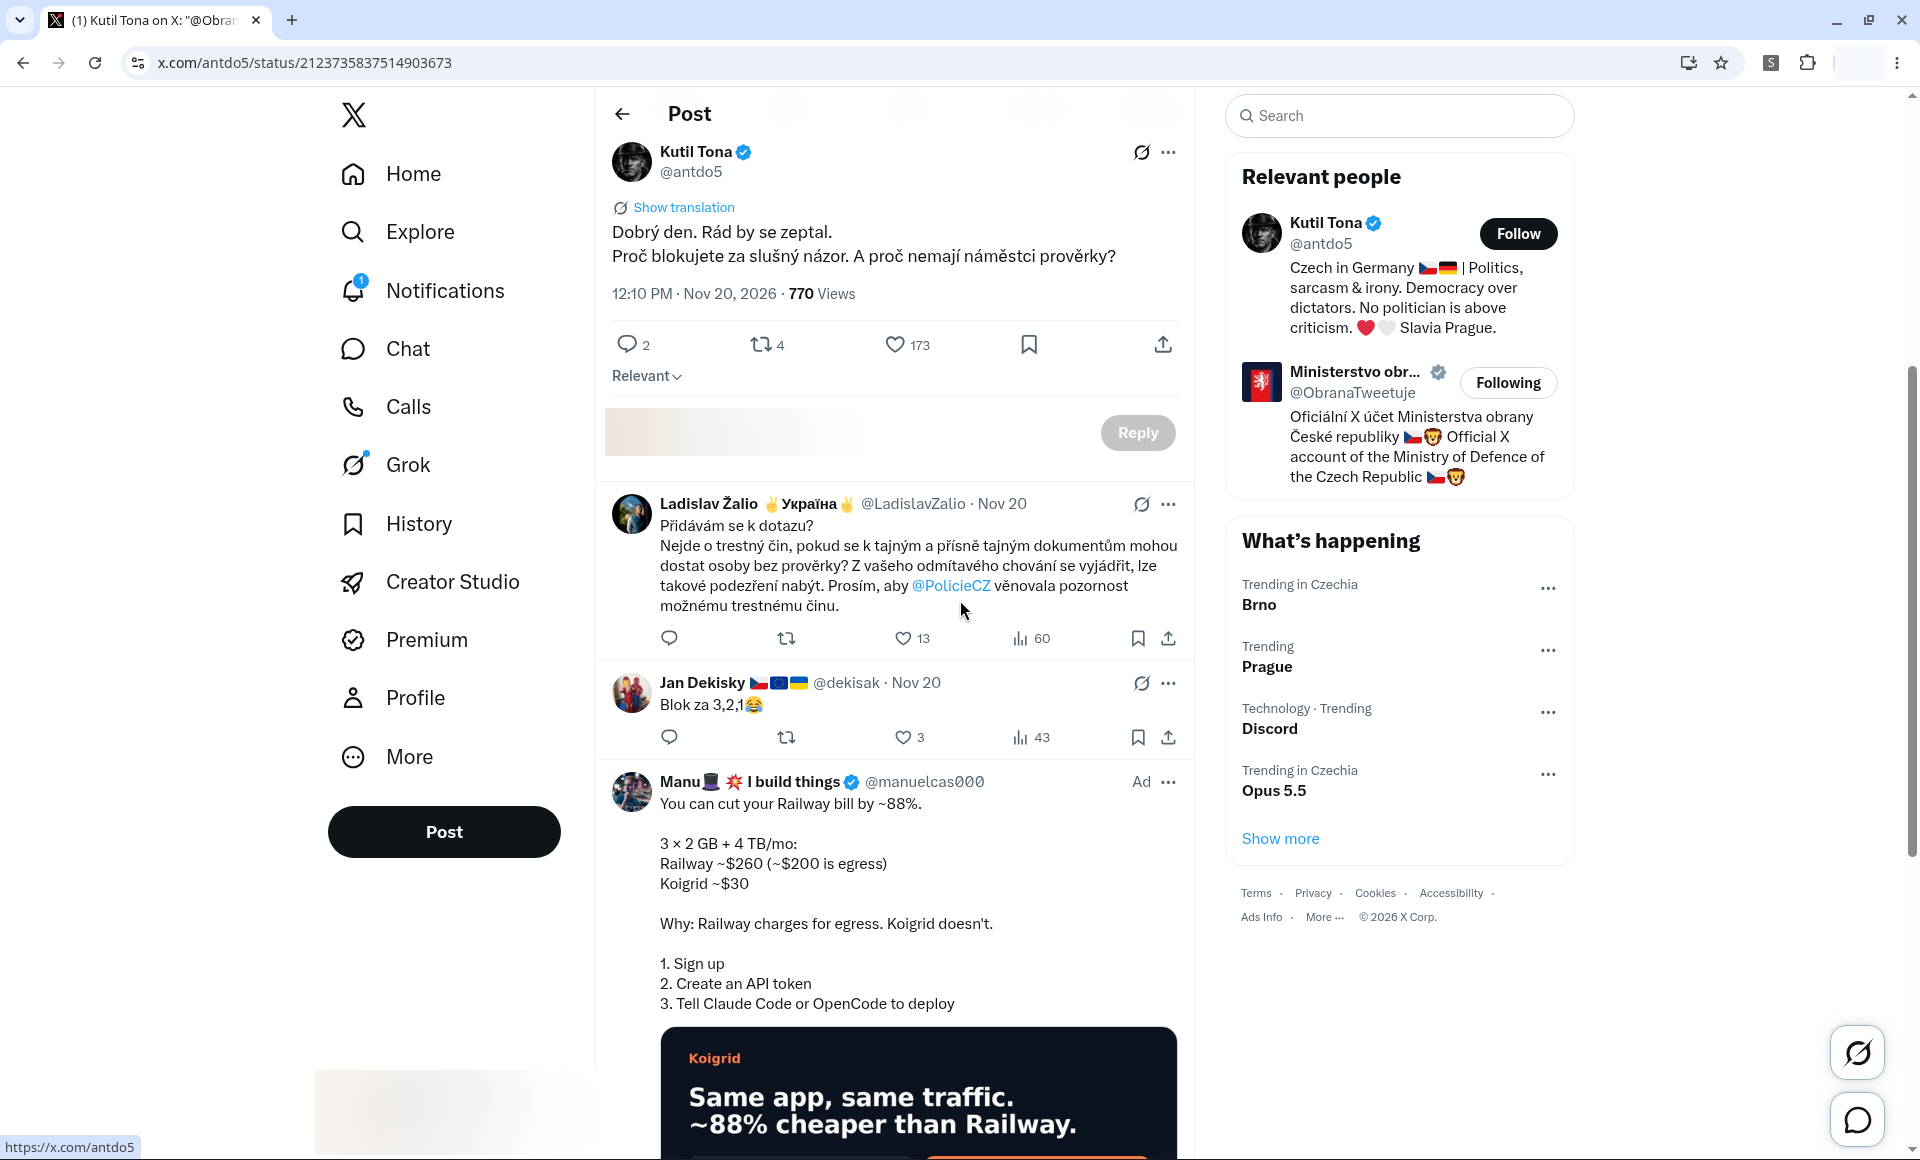 (1) Kutil Tona on X: "@Obran
x.com/antdo5/status/2123735837514903673
S
Home
Explore
1
Notifications
Chat
Calls
Grok
History
Creator Studio
Premium
Profile
More
Post
Post
Kutil Tona
@antdo5
Show translation
Dobrý den. Rád by se zeptal.
Proč blokujete za slušný názor. A proč nemají náměstci prověrky?
12:10 PM · Nov 20, 2026 · 770 Views
2
4
173
Relevant
Reply
Ladislav Žalio ✌️Україна✌️ @LadislavZalio · Nov 20
Přidávám se k dotazu?
Nejde o trestný čin, pokud se k tajným a přísně tajným dokumentům mohou
dostat osoby bez prověrky? Z vašeho odmítavého chování se vyjádřit, lze
takové podezření nabýt. Prosím, aby @PolicieCZ věnovala pozornost
možnému trestnému činu.
13
60
Jan Dekisky 🇨🇿🇪🇺🇺🇦 @dekisak · Nov 20
Blok za 3,2,1😂
3
43
Manu🎩 💥 I build things @manuelcas000
Ad
You can cut your Railway bill by ~88%.
3 × 2 GB + 4 TB/mo:
Railway ~$260 (~$200 is egress)
Koigrid ~$30
Why: Railway charges for egress. Koigrid doesn't.
1. Sign up
2. Create an API token
3. Tell Claude Code or OpenCode to deploy
Koigrid
Same app, same traffic.
~88% cheaper than Railway.
Search
Relevant people
Kutil Tona
@antdo5
Follow
Czech in Germany 🇨🇿🇩🇪 | Politics,
sarcasm & irony. Democracy over
dictators. No politician is above
criticism. ❤️🤍 Slavia Prague.
Ministerstvo obr...
@ObranaTweetuje
Following
Oficiální X účet Ministerstva obrany
České republiky 🇨🇿🦁 Official X
account of the Ministry of Defence of
the Czech Republic 🇨🇿🦁
What's happening
Trending in Czechia
Brno
Trending
Prague
Technology · Trending
Discord
Trending in Czechia
Opus 5.5
Show more
Terms · Privacy · Cookies · Accessibility ·
Ads Info · More ··· © 2026 X Corp.
https://x.com/antdo5